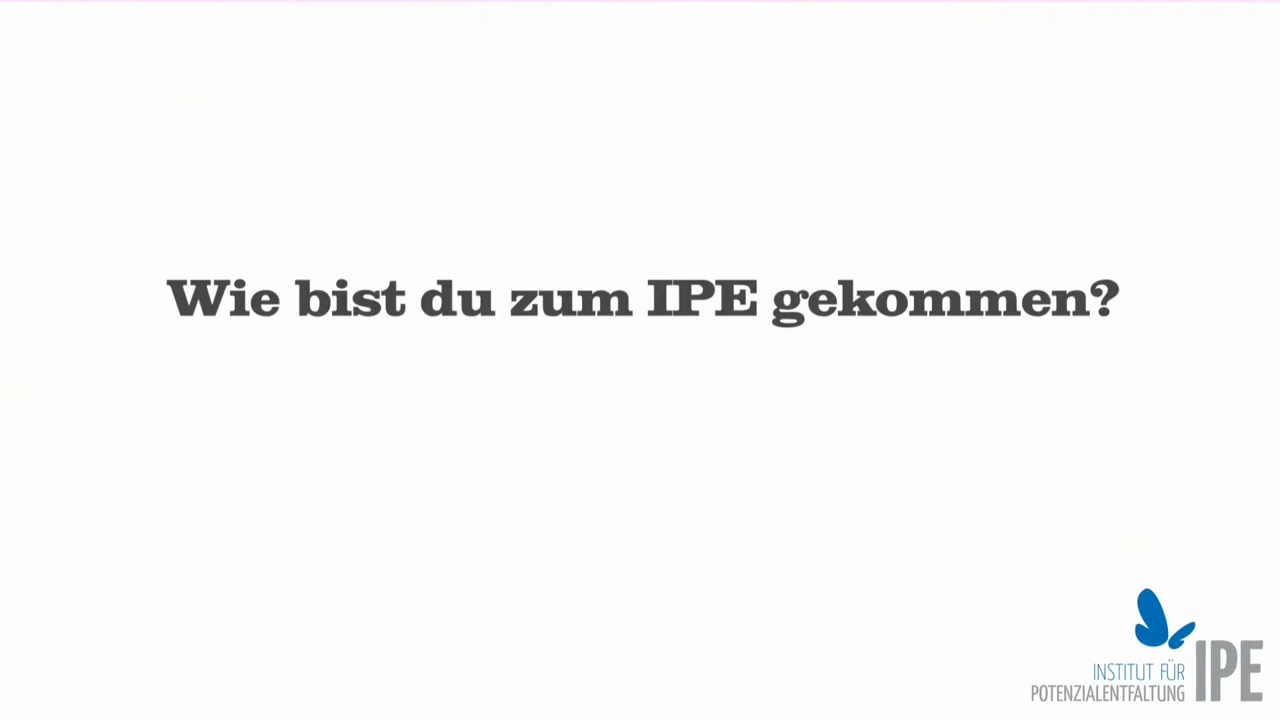 Wie bist du zum IPE gekommen?
INSTITUT FÜR
POTENZIALENTFALTUNG
IPE